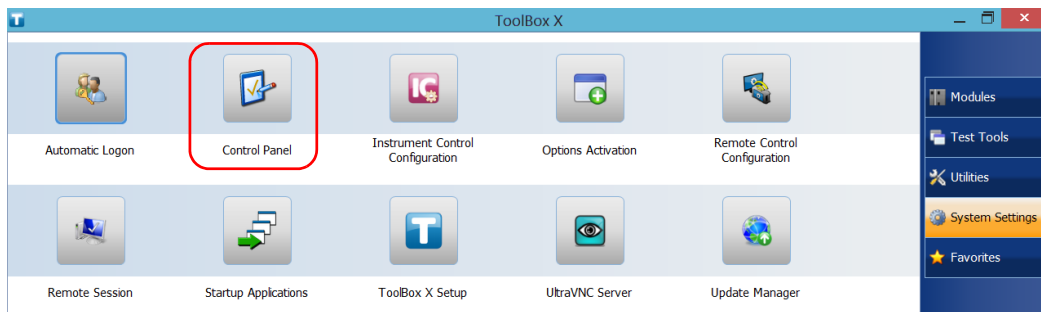 ToolBox X
Automatic Logon
Control Panel
Instrument Control
Configuration
Options Activation
Remote Control
Configuration
Remote Session
Startup Applications
ToolBox X Setup
UltraVNC Server
Update Manager
Modules
Test Tools
Utilities
System Settings
Favorites